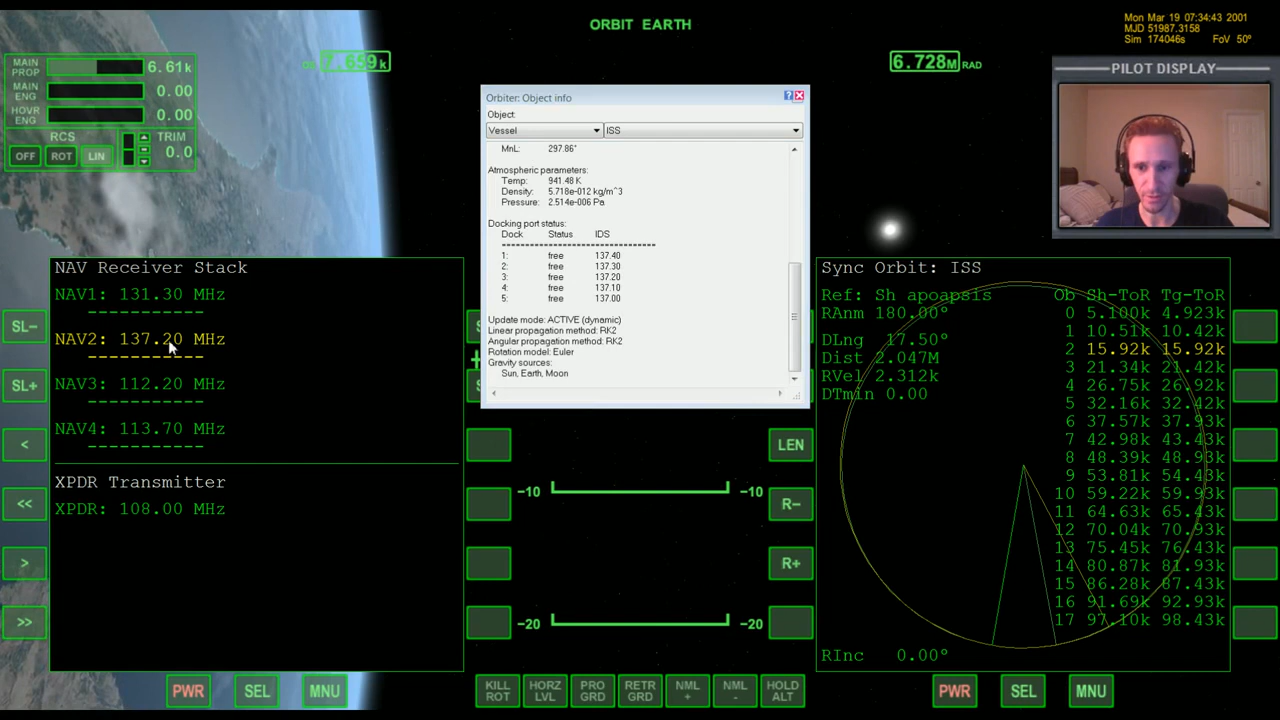 ORBIT EARTH
Mon Mar 19 07:34:43 2001
MJD 51987.3158
Sim 174046s FoV 50°
MAIN PROP 6.61k
MAIN ENG 0.00
HOVR ENG 0.00
RCS TRIM
OFF ROT LIN 0.0
7.659k
6.728M RAD
PILOT DISPLAY
Orbiter: Object info
Object:
Vessel ISS
MnL: 297.86°
Atmospheric parameters:
Temp: 941.48 K
Density: 5.718e-012 kg/m^3
Pressure: 2.514e-006 Pa
Docking port status:
Dock Status IDS
==================================
1: free 137.40
2: free 137.30
3: free 137.20
4: free 137.10
5: free 137.00
Update mode: ACTIVE (dynamic)
Linear propagation method: RK2
Angular propagation method: RK2
Rotation model: Euler
Gravity sources:
Sun, Earth, Moon
NAV Receiver Stack
NAV1: 131.30 MHz
-----------
NAV2: 137.20 MHz
-----------
NAV3: 112.20 MHz
-----------
NAV4: 113.70 MHz
-----------
XPDR Transmitter
XPDR: 108.00 MHz
SL-
SL+
<
<<
>
>>
PWR SEL MNU
LEN
R-
R+
-10 -10
-20 -20
KILL ROT
HORZ LVL
PRO GRD
RETR GRD
NML +
NML -
HOLD ALT
Sync Orbit: ISS
Ref: Sh apoapsis
RAnm 180.00°
DLng 17.50°
Dist 2.047M
RVel 2.312k
DTmin 0.00
Ob Sh-ToR Tg-ToR
0 5.100k 4.923k
1 10.51k 10.42k
2 15.92k 15.92k
3 21.34k 21.42k
4 26.75k 26.92k
5 32.16k 32.42k
6 37.57k 37.93k
7 42.98k 43.43k
8 48.39k 48.93k
9 53.81k 54.43k
10 59.22k 59.93k
11 64.63k 65.43k
12 70.04k 70.93k
13 75.45k 76.43k
14 80.87k 81.93k
15 86.28k 87.43k
16 91.69k 92.93k
17 97.10k 98.43k
RInc 0.00°
PWR SEL MNU